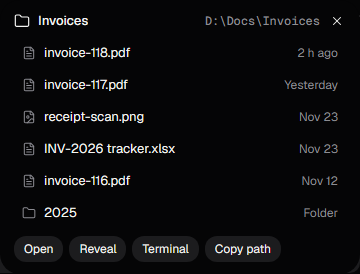 Invoices D:\Docs\Invoices
invoice-118.pdf 2 h ago
invoice-117.pdf Yesterday
receipt-scan.png Nov 23
INV-2026 tracker.xlsx Nov 23
invoice-116.pdf Nov 12
2025 Folder
Open Reveal Terminal Copy path